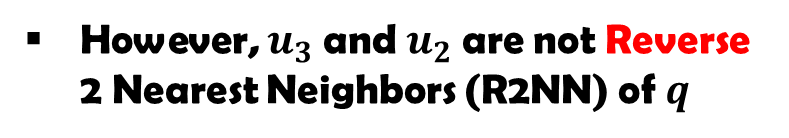 ▪ However, u₃ and u₂ are not Reverse
2 Nearest Neighbors (R2NN) of q